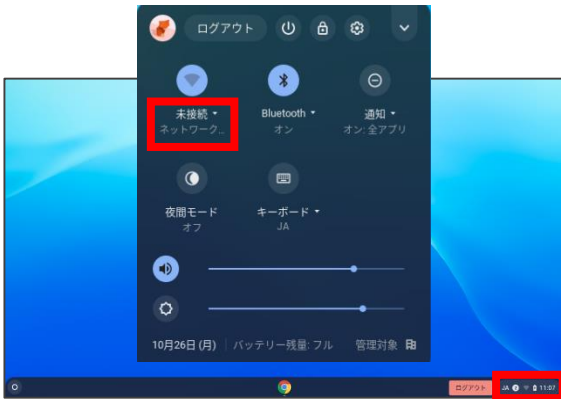 ログアウト
未接続
ネットワーク...
Bluetooth
オン
通知
オン: 全アプリ
夜間モード
オフ
キーボード
JA
10月26日 (月)
バッテリー残量: フル
管理対象
ログアウト
JA
11:07